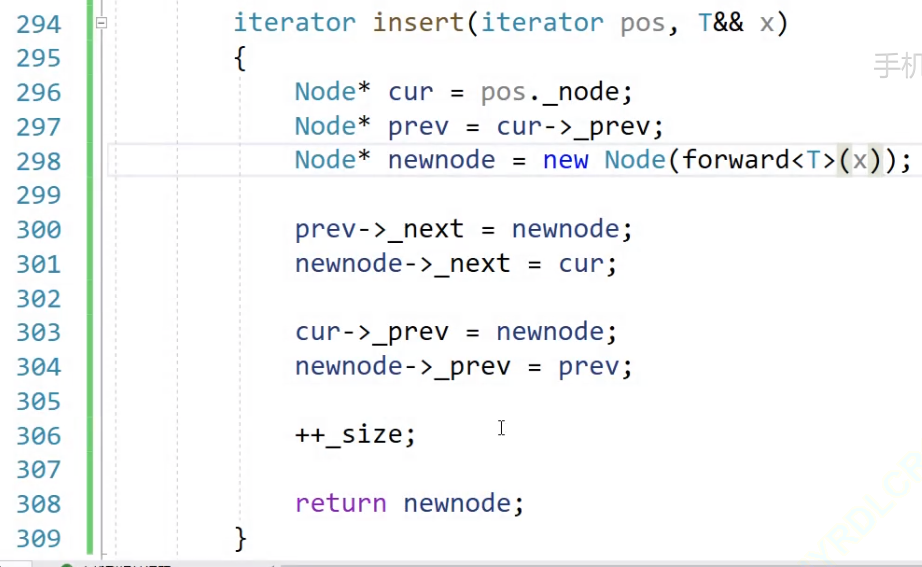 294 iterator insert(iterator pos, T&& x)
手机
295 {
296 Node* cur = pos._node;
297 Node* prev = cur->_prev;
298 Node* newnode = new Node(forward<T>(x));
299
300 prev->_next = newnode;
301 newnode->_next = cur;
302
303 cur->_prev = newnode;
304 newnode->_prev = prev;
305
306 ++_size;
307
308 return newnode;
309 }